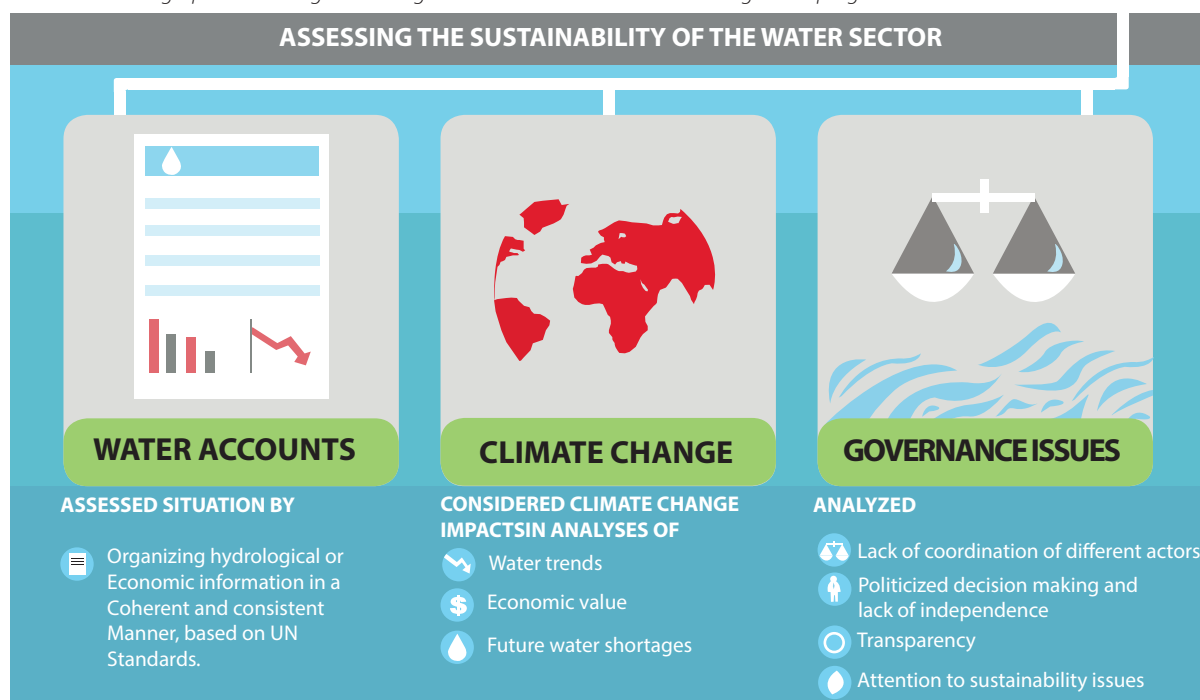 ASSESSING THE SUSTAINABILITY OF THE WATER SECTOR
WATER ACCOUNTS
ASSESSED SITUATION BY
Organizing hydrological or
Economic information in a
Coherent and consistent
Manner, based on UN
Standards.
CLIMATE CHANGE
CONSIDERED CLIMATE CHANGE
IMPACTSIN ANALYSES OF
Water trends
$
Economic value
Future water shortages
GOVERNANCE ISSUES
ANALYZED
Lack of coordination of different actors
Politicized decision making and
lack of independence
Transparency
Attention to sustainability issues